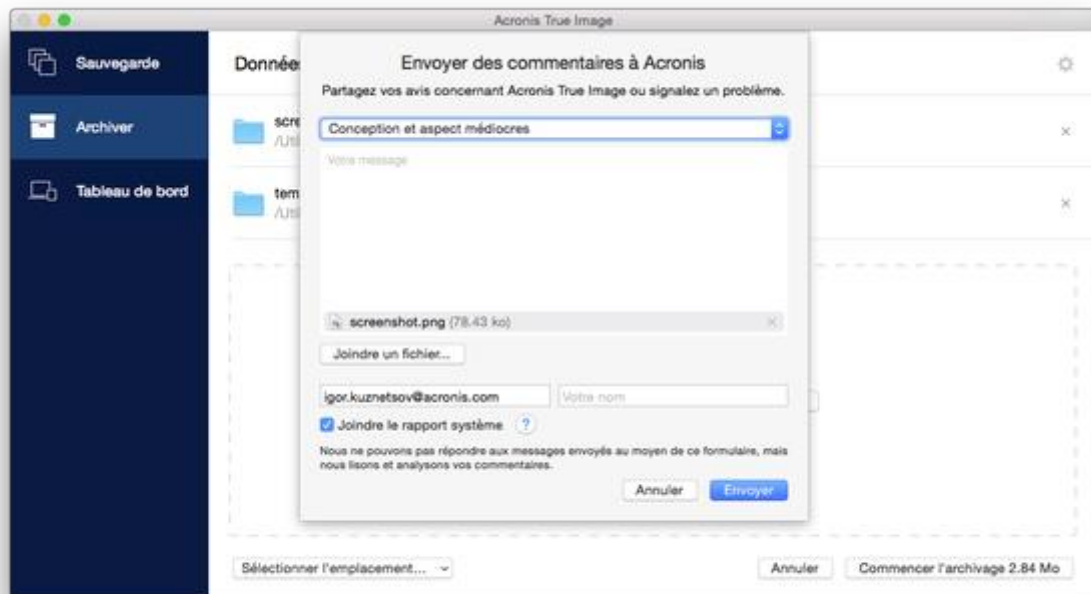 Acronis True Image
Sauvegarde
Archiver
Tableau de bord
Envoyer des commentaires à Acronis
Partagez vos avis concernant Acronis True Image ou signalez un problème.
Conception et aspect médiocres
Votre message
screenshot.png (78.43 ko)
Joindre un fichier...
igor.kuznetsov@acronis.com
Votre nom
Joindre le rapport système
?
Nous ne pouvons pas répondre aux messages envoyés au moyen de ce formulaire, mais
nous lisons et analysons vos commentaires.
Annuler
Envoyer
Sélectionner l'emplacement...
Annuler
Commencer l'archivage 2.84 Mo